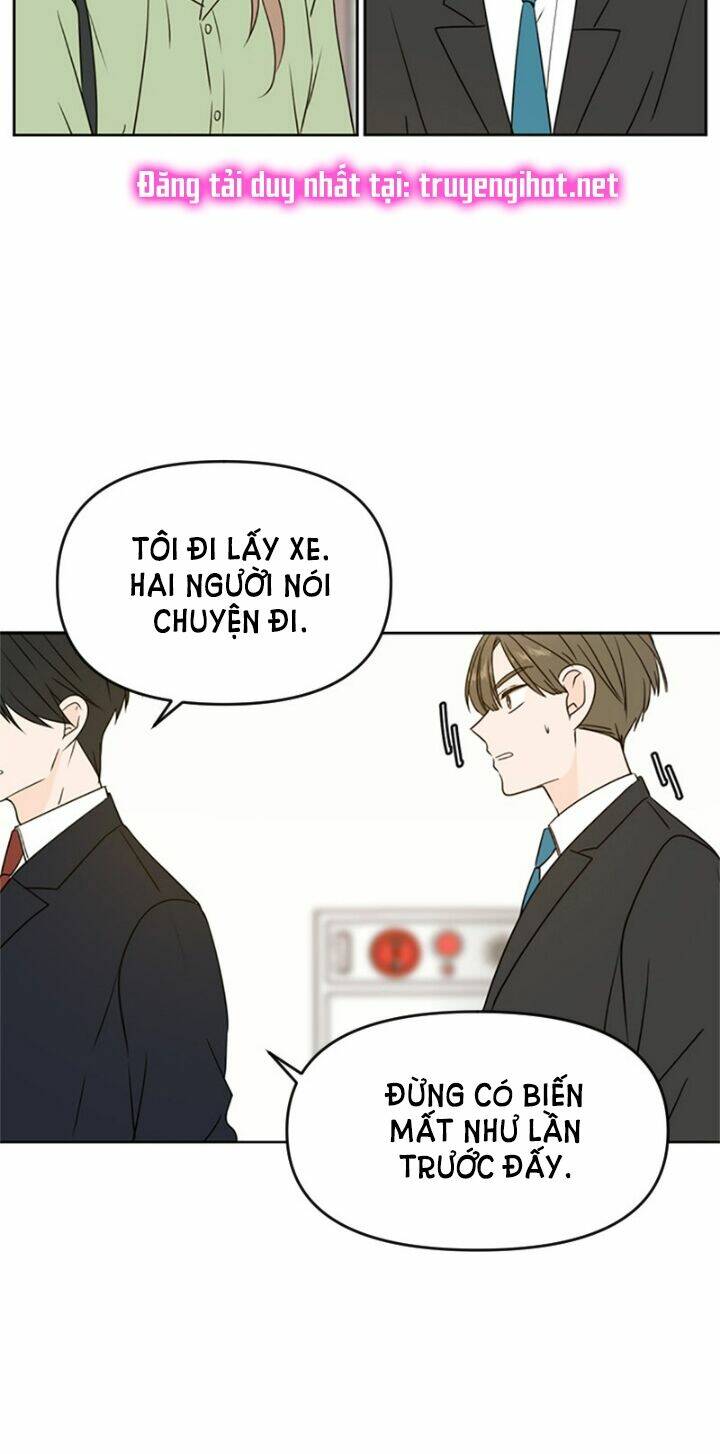 Đăng tải duy nhất tại: truyengihot.net
TÔI ĐI LẤY XE.
HAI NGƯỜI NÓI
CHUYỆN ĐI.
ĐỪNG CÓ BIẾN
MẤT NHƯ LẦN
TRƯỚC ĐẤY.